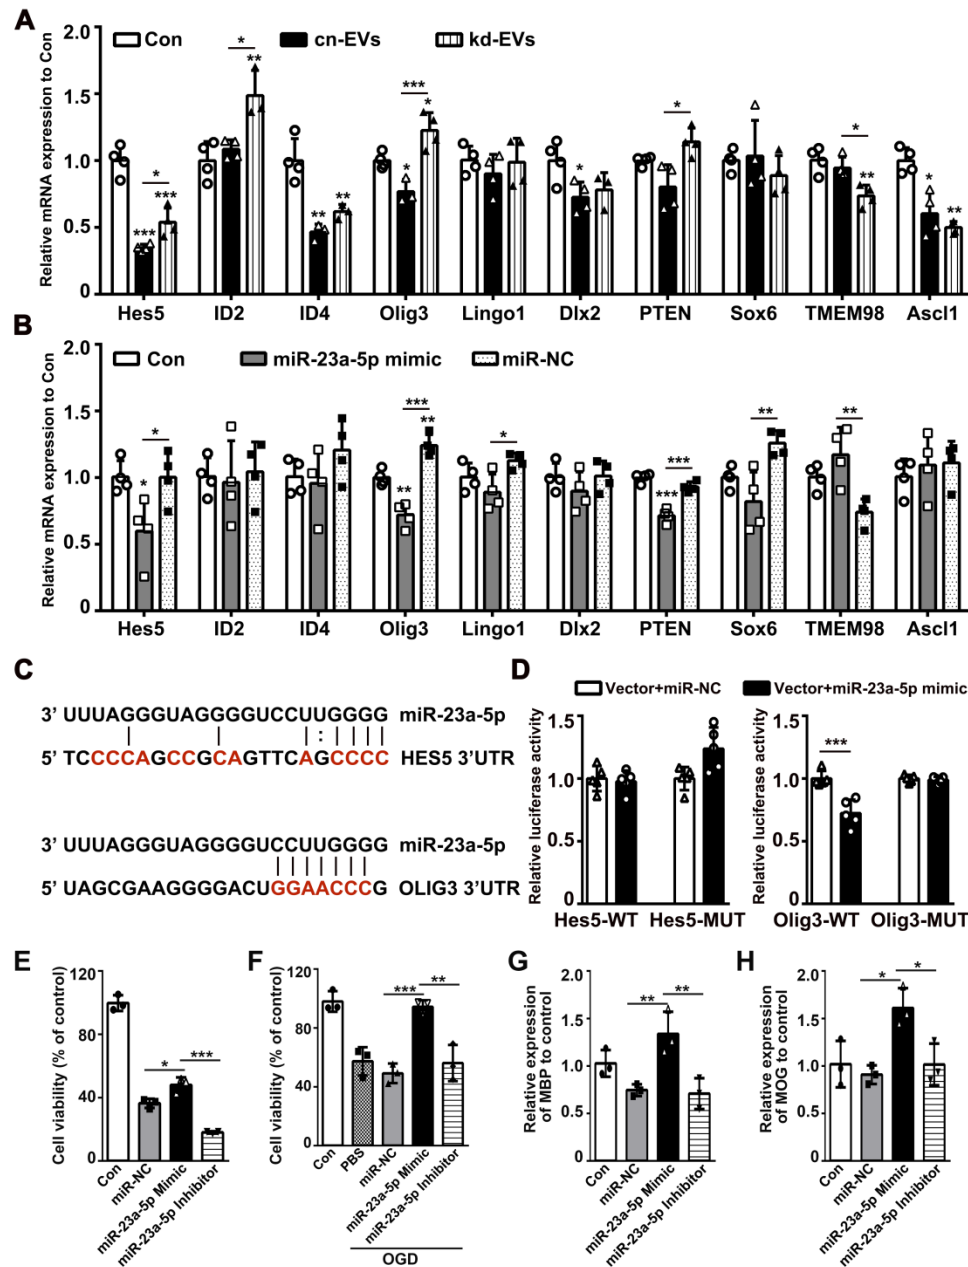 A
Relative mRNA expression to Con
2.0
1.5
1.0
0.5
0.0
Con cn-EVs kd-EVs
*** * ***
* **
** **
* *** *
*
*
* **
* **
Hes5 ID2 ID4 Olig3 Lingo1 Dlx2 PTEN Sox6 TMEM98 Ascl1
B
Relative mRNA expression to Con
2.0
1.5
1.0
0.5
0.0
Con miR-23a-5p mimic miR-NC
* *
** *** **
*
*** ***
**
**
Hes5 ID2 ID4 Olig3 Lingo1 Dlx2 PTEN Sox6 TMEM98 Ascl1
C
3’ UUUAGGGUAGGGGUCCUUGGGG miR-23a-5p
5’ TCCCCAGCCGCAGTTCAGCCCC HES5 3’UTR
3’ UUUAGGGUAGGGGUCCUUGGGG miR-23a-5p
5’ UAGCGAAGGGGACUGGAACCCG OLIG3 3’UTR
D
Vector+miR-NC Vector+miR-23a-5p mimic
Relative luciferase activity
1.5
1.0
0.5
0
Hes5-WT Hes5-MUT
Relative luciferase activity
1.5
1.0
0.5
0
***
Olig3-WT Olig3-MUT
E
Cell viability (% of control)
120
80
40
0
* ***
Con
miR-NC
miR-23a-5p Mimic
miR-23a-5p Inhibitor
F
Cell viability (% of control)
120
80
40
0
*** **
Con
PBS
miR-NC
miR-23a-5p Mimic
miR-23a-5p Inhibitor
OGD
G
Relative expression
of MBP to control
2.0
1.5
1.0
0.5
0
** **
Con
miR-NC
miR-23a-5p Mimic
miR-23a-5p Inhibitor
H
Relative expression
of MOG to control
2.0
1.5
1.0
0.5
0
* *
Con
miR-NC
miR-23a-5p Mimic
miR-23a-5p Inhibitor